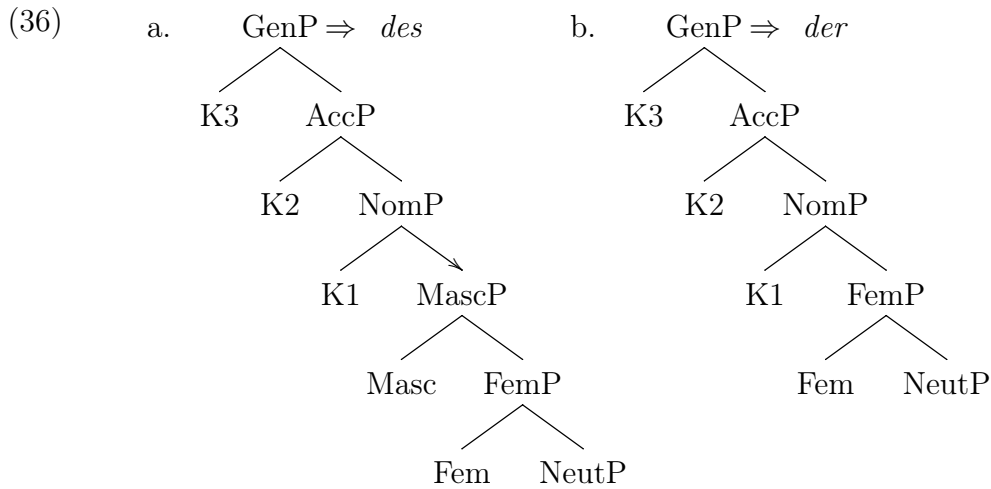 (36) a. GenP ⇒ des b. GenP ⇒ der
K3 AccP K3 AccP
K2 NomP K2 NomP
K1 MascP K1 FemP
Masc FemP Fem NeutP
Fem NeutP